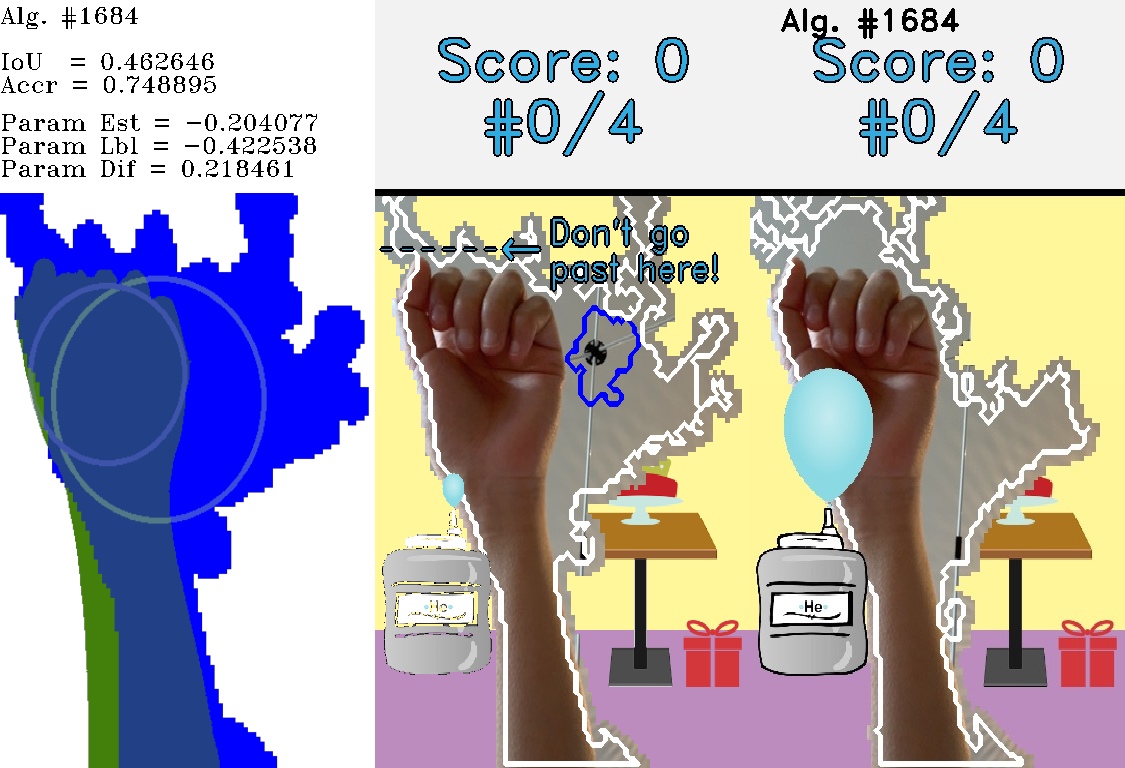 Alg. #1684
IoU = 0.462646
Accr = 0.748895
Param Est = -0.204077
Param Lbl = -0.422538
Param Dif = 0.218461
Score: 0
#0/4
Don't go
past here!
He
Alg. #1684
Score: 0
#0/4
He